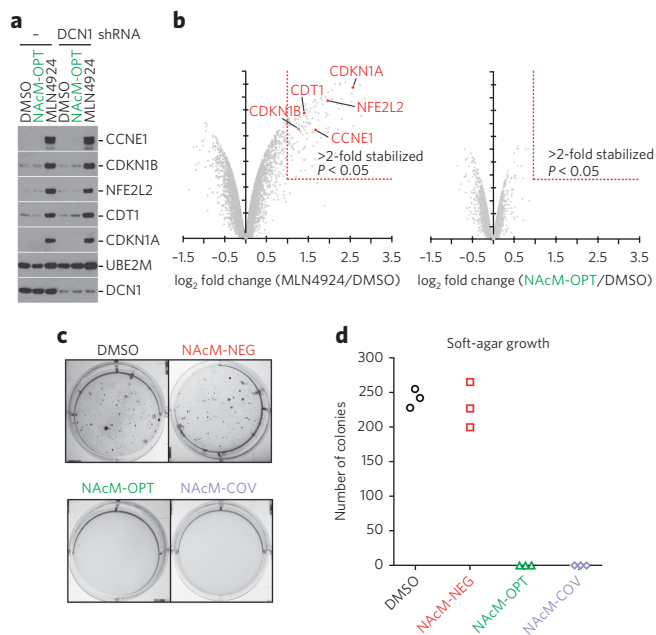 a
– DCN1 shRNA
DMSO
NAcM-OPT
MLN4924
DMSO
NAcM-OPT
MLN4924
CCNE1
CDKN1B
NFE2L2
CDT1
CDKN1A
UBE2M
DCN1
b
CDKN1A
CDT1
NFE2L2
CDKN1B
CCNE1
>2-fold stabilized
P < 0.05
–1.5 –0.5 0.5 1.5 2.5 3.5
log2 fold change (MLN4924/DMSO)
>2-fold stabilized
P < 0.05
–1.5 –0.5 0.5 1.5 2.5 3.5
log2 fold change (NAcM-OPT/DMSO)
c
DMSO NAcM-NEG
NAcM-OPT NAcM-COV
d
Soft-agar growth
Number of colonies
300
250
200
150
100
50
0
DMSO
NAcM-NEG
NAcM-OPT
NAcM-COV